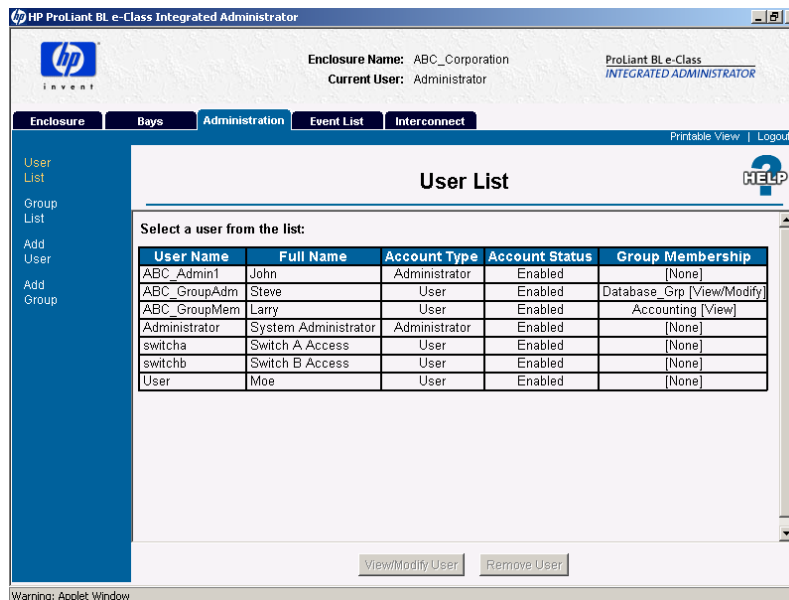 HP ProLiant BL e-Class Integrated Administrator
hp
invent
Enclosure Name: ABC_Corporation
Current User: Administrator
ProLiant BL e-Class
INTEGRATED ADMINISTRATOR
Enclosure Bays Administration Event List Interconnect
Printable View | Logout
User
List
Group
List
Add
User
Add
Group
User List
HELP
Select a user from the list:
User Name Full Name Account Type Account Status Group Membership
ABC_Admin1 John Administrator Enabled [None]
ABC_GroupAdm Steve User Enabled Database_Grp [View/Modify]
ABC_GroupMem Larry User Enabled Accounting [View]
Administrator System Administrator Administrator Enabled [None]
switcha Switch A Access User Enabled [None]
switchb Switch B Access User Enabled [None]
User Moe User Enabled [None]
View/Modify User Remove User
Warning: Applet Window